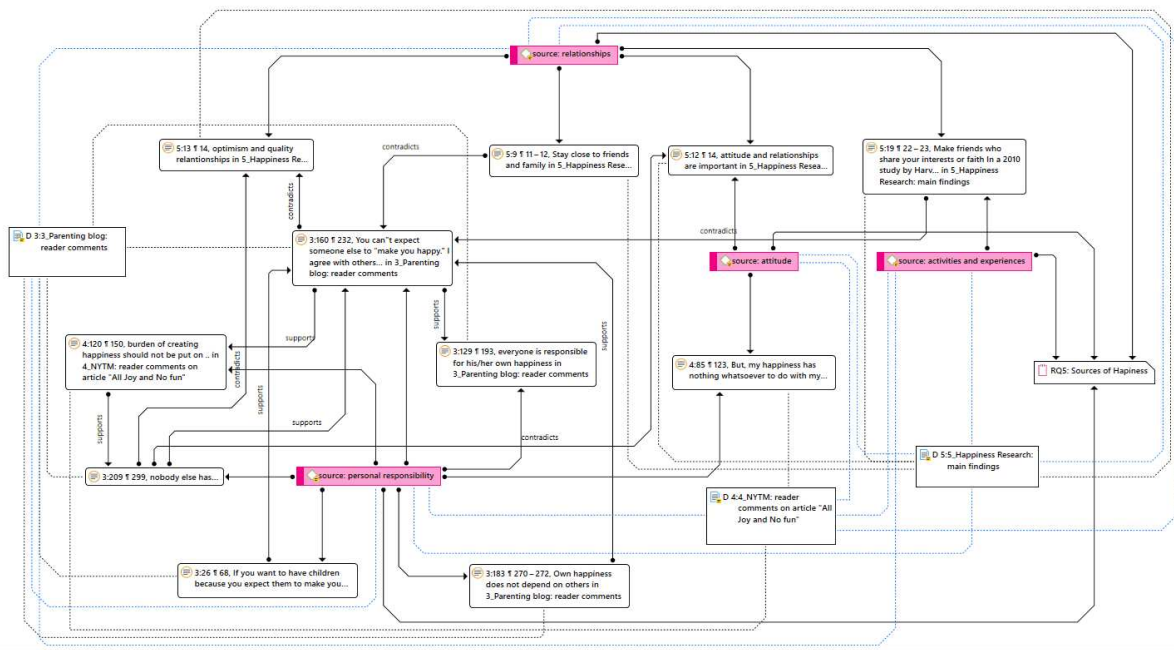 source: relationships
5:13 ¶ 14, optimism and quality
relantionships in 5_Happiness Re...
contradicts
5:9 ¶ 11 – 12, Stay close to friends
and family in 5_Happiness Rese...
5:12 ¶ 14, attitude and relationships
are important in 5_Happiness Resea...
5:19 ¶ 22 – 23, Make friends who
share your interests or faith In a 2010
study by Harv... in 5_Happiness
Research: main findings
contradicts
D 3:3_Parenting blog:
reader comments
3:160 ¶ 232, You can"t expect
someone else to "make you happy." I
agree with others... in 3_Parenting
blog: reader comments
contradicts
source: attitude
source: activities and experiences
supports
supports
4:120 ¶ 150, burden of creating
happiness should not be put on .. in
4_NYTM: reader comments on
article "All Joy and No fun"
contradicts
supports
3:129 ¶ 193, everyone is responsible
for his/her own happiness in
3_Parenting blog: reader comments
4:85 ¶ 123, But, my happiness has
nothing whatsoever to do with my...
RQ5: Sources of Hapiness
supports
supports
contradicts
3:209 ¶ 299, nobody else has...
source: personal responsibility
D 5:5_Happiness Research:
main findings
D 4:4_NYTM: reader
comments on article "All
Joy and No fun"
3:26 ¶ 68, If you want to have children
because you expect them to make you...
3:183 ¶ 270 – 272, Own happiness
does not depend on others in
3_Parenting blog: reader comments